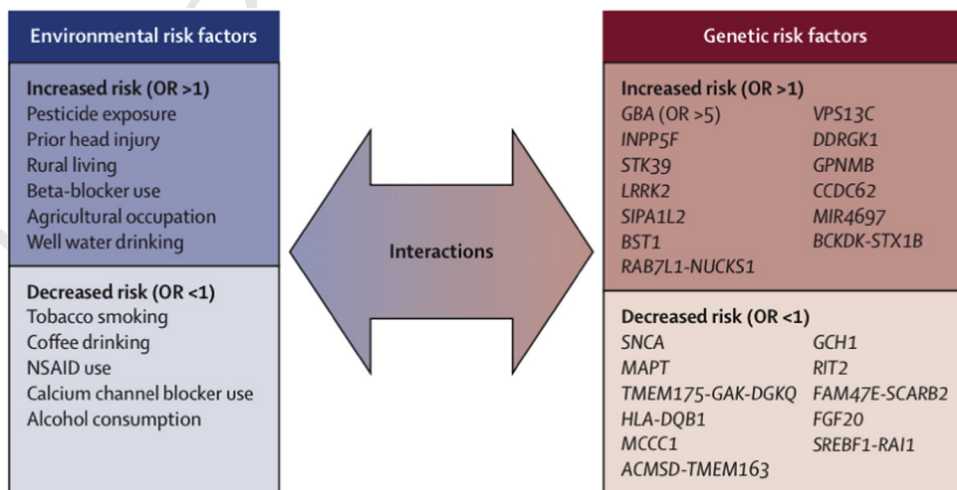 Environmental risk factors
Increased risk (OR >1)
Pesticide exposure
Prior head injury
Rural living
Beta-blocker use
Agricultural occupation
Well water drinking
Decreased risk (OR <1)
Tobacco smoking
Coffee drinking
NSAID use
Calcium channel blocker use
Alcohol consumption
Interactions
Genetic risk factors
Increased risk (OR >1)
GBA (OR >5) VPS13C
INPP5F DDRGK1
STK39 GPNMB
LRRK2 CCDC62
SIPA1L2 MIR4697
BST1 BCKDK-STX1B
RAB7L1-NUCKS1
Decreased risk (OR <1)
SNCA GCH1
MAPT RIT2
TMEM175-GAK-DGKQ FAM47E-SCARB2
HLA-DQB1 FGF20
MCCC1 SREBF1-RAI1
ACMSD-TMEM163